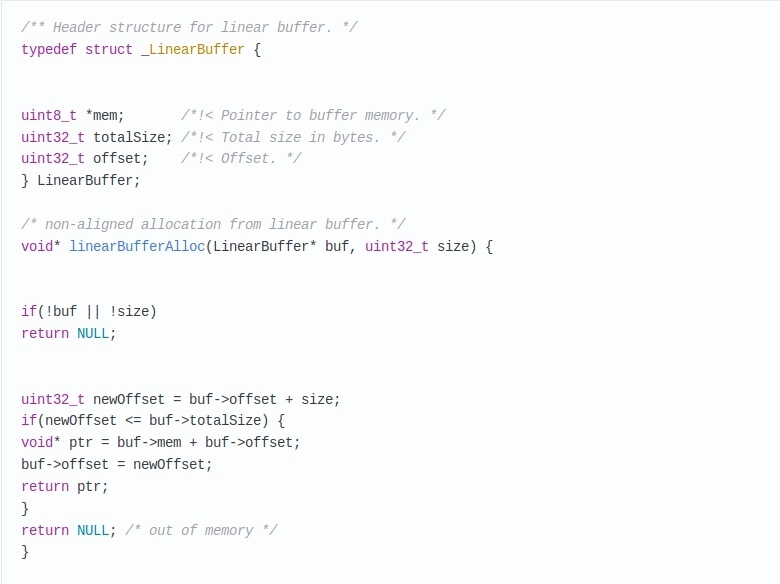 /** Header structure for linear buffer. */
typedef struct _LinearBuffer {
uint8_t *mem;       /*!< Pointer to buffer memory. */
uint32_t totalSize; /*!< Total size in bytes. */
uint32_t offset;    /*!< Offset. */
} LinearBuffer;
/* non-aligned allocation from linear buffer. */
void* linearBufferAlloc(LinearBuffer* buf, uint32_t size) {
if(!buf || !size)
return NULL;
uint32_t newOffset = buf->offset + size;
if(newOffset <= buf->totalSize) {
void* ptr = buf->mem + buf->offset;
buf->offset = newOffset;
return ptr;
}
return NULL; /* out of memory */
}